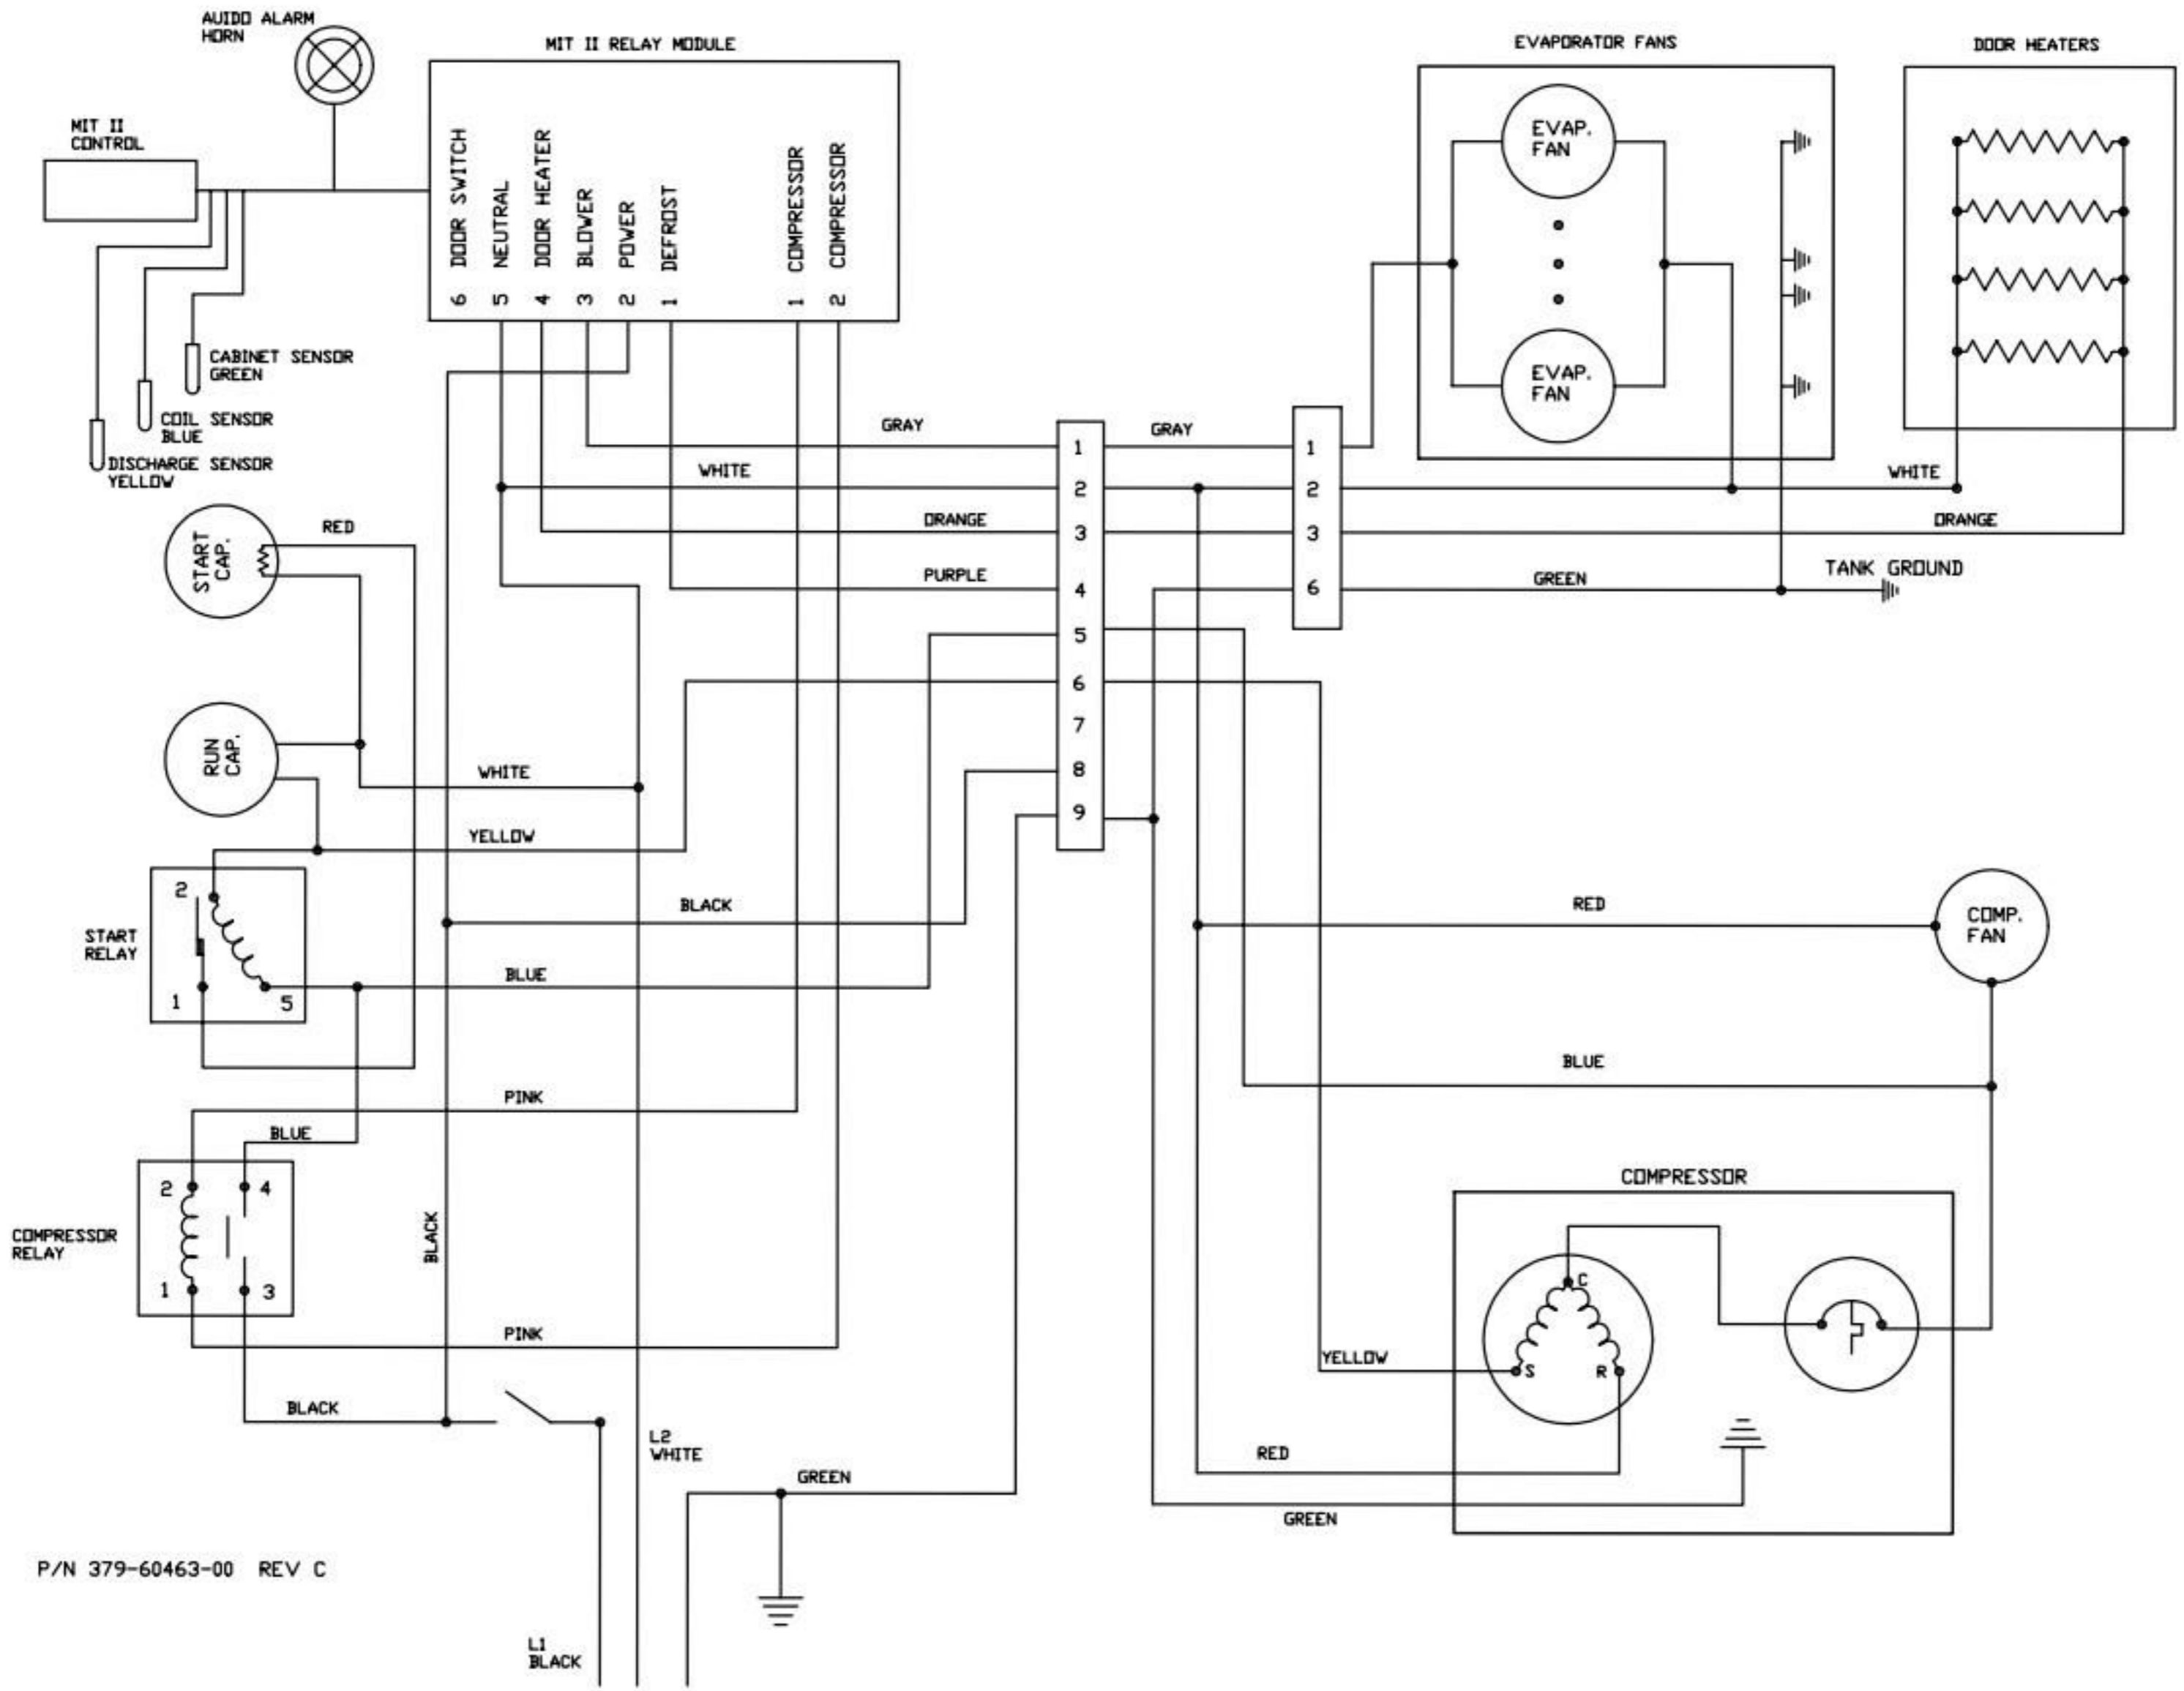 AUIDO ALARM
HORN
MIT II RELAY MODULE
EVAPORATOR FANS
DOOR HEATERS
MIT II
CONTROL
6 DOOR SWITCH
5 NEUTRAL
4 DOOR HEATER
3 BLOWER
2 POWER
1 DEFROST
1 COMPRESSOR
2 COMPRESSOR
EVAP.
FAN
EVAP.
FAN
CABINET SENSOR
GREEN
COIL SENSOR
BLUE
DISCHARGE SENSOR
YELLOW
GRAY
GRAY
WHITE
WHITE
ORANGE
ORANGE
PURPLE
GREEN
TANK GROUND
1
2
3
4
5
6
7
8
9
1
2
3
6
START
CAP.
RED
RUN
CAP.
WHITE
YELLOW
START
RELAY
2
1
5
BLACK
BLUE
RED
COMP.
FAN
BLUE
PINK
BLUE
COMPRESSOR
RELAY
2
4
1
3
BLACK
PINK
BLACK
COMPRESSOR
C
S
R
YELLOW
RED
GREEN
L2
WHITE
GREEN
L1
BLACK
P/N 379-60463-00 REV C